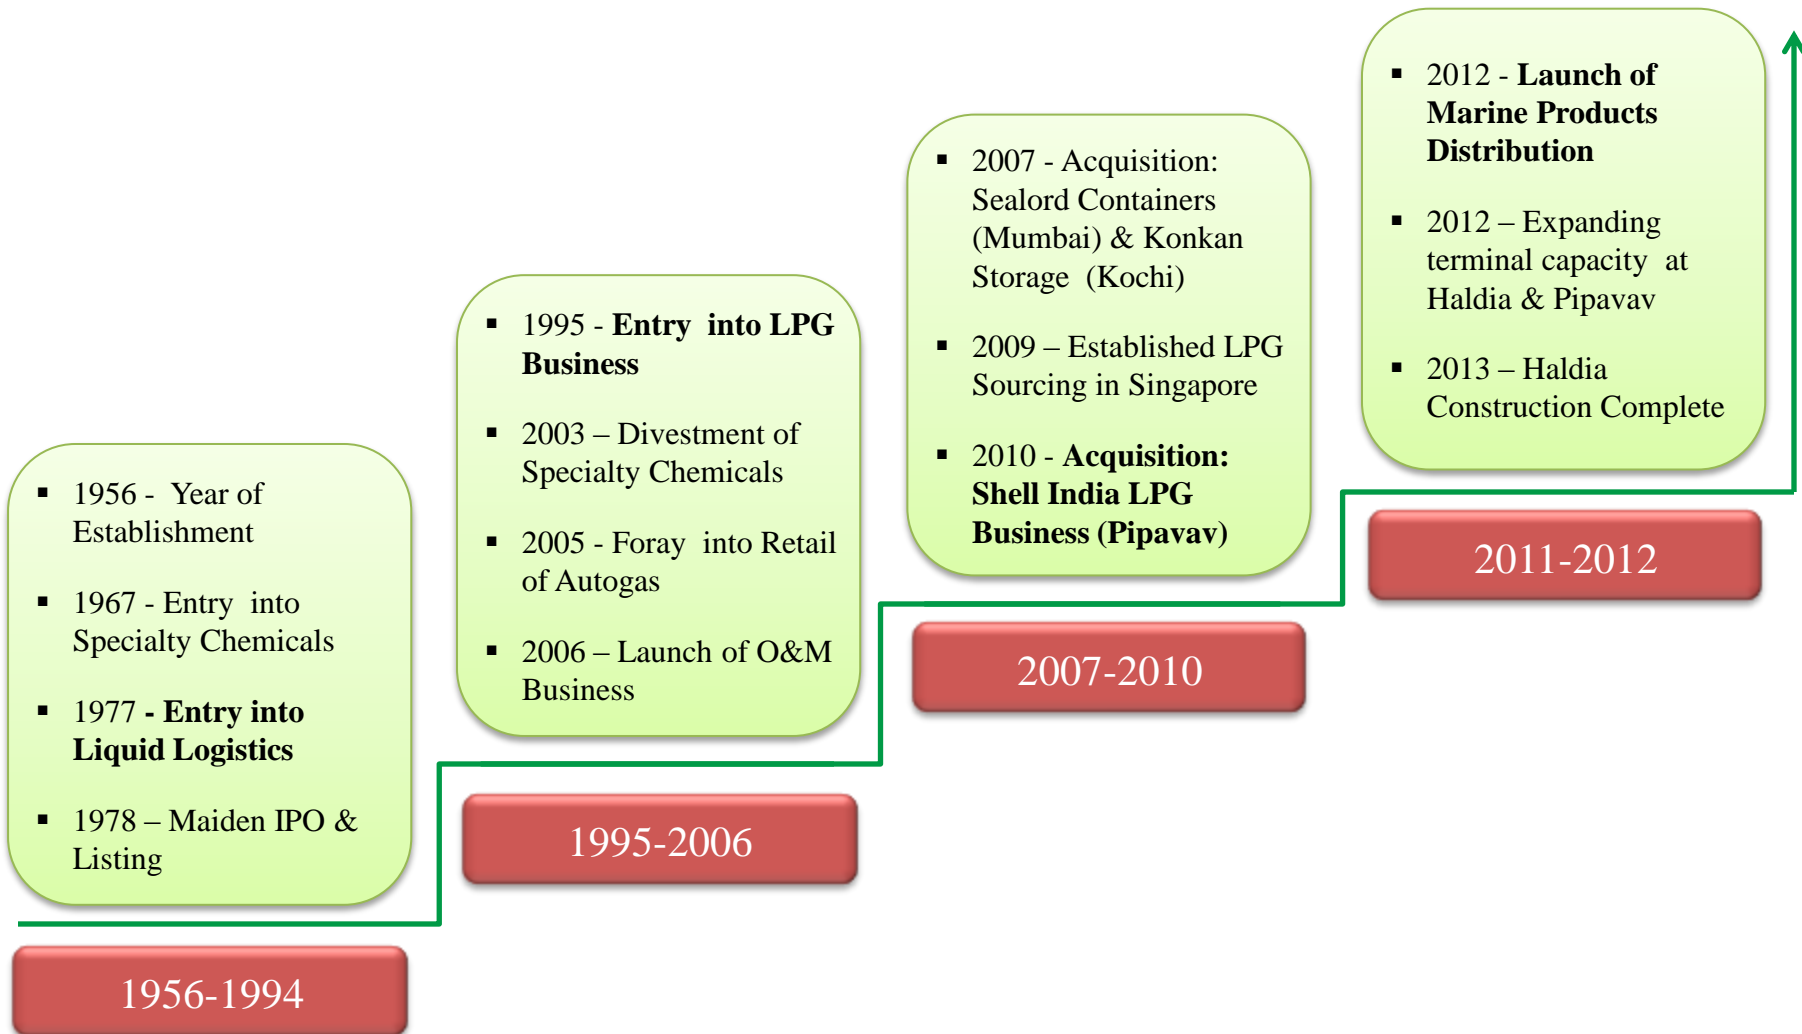 ▪ 1956 - Year of
Establishment
▪ 1967 - Entry into
Specialty Chemicals
▪ 1977 - Entry into
Liquid Logistics
▪ 1978 – Maiden IPO &
Listing
1956-1994
▪ 1995 - Entry into LPG
Business
▪ 2003 – Divestment of
Specialty Chemicals
▪ 2005 - Foray into Retail
of Autogas
▪ 2006 – Launch of O&M
Business
1995-2006
▪ 2007 - Acquisition:
Sealord Containers
(Mumbai) & Konkan
Storage (Kochi)
▪ 2009 – Established LPG
Sourcing in Singapore
▪ 2010 - Acquisition:
Shell India LPG
Business (Pipavav)
2007-2010
▪ 2012 - Launch of
Marine Products
Distribution
▪ 2012 – Expanding
terminal capacity at
Haldia & Pipavav
▪ 2013 – Haldia
Construction Complete
2011-2012